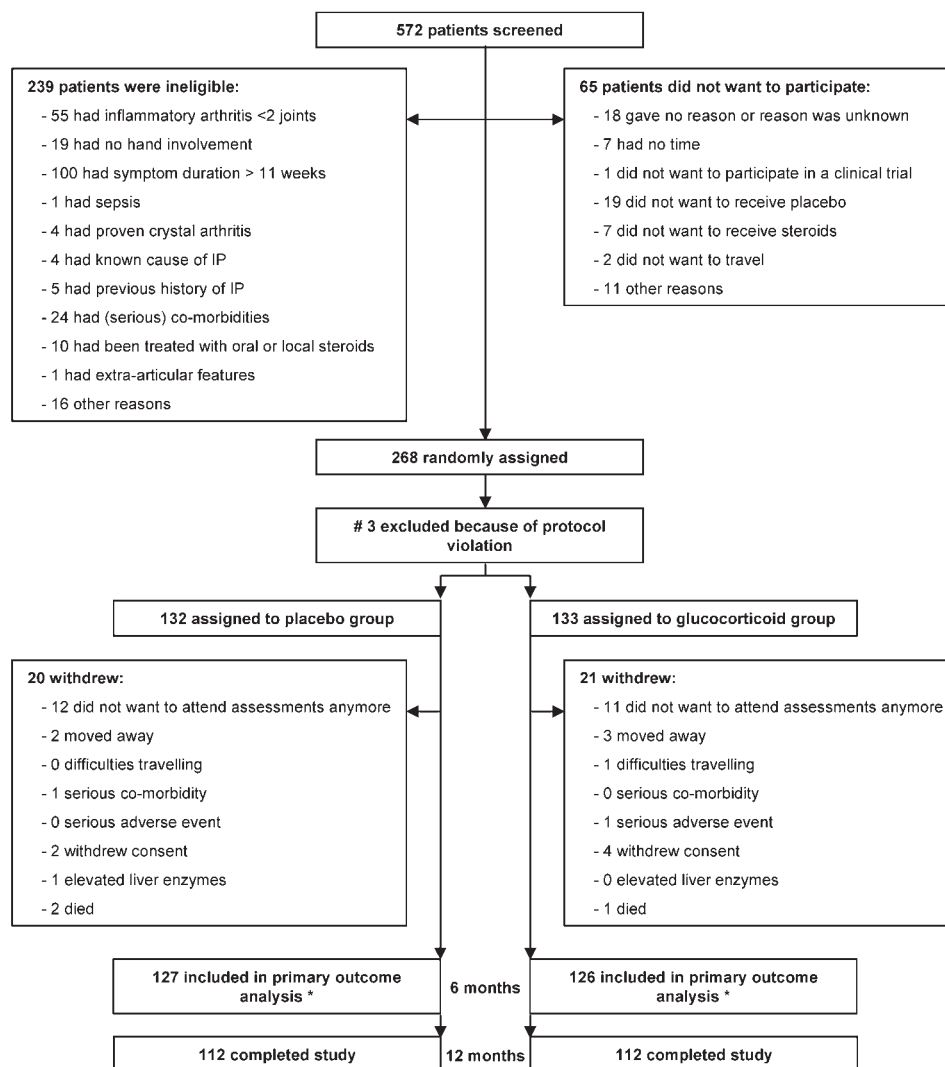 572 patients screened
239 patients were ineligible:
- 55 had inflammatory arthritis <2 joints
- 19 had no hand involvement
- 100 had symptom duration > 11 weeks
- 1 had sepsis
- 4 had proven crystal arthritis
- 4 had known cause of IP
- 5 had previous history of IP
- 24 had (serious) co-morbidities
- 10 had been treated with oral or local steroids
- 1 had extra-articular features
- 16 other reasons
65 patients did not want to participate:
- 18 gave no reason or reason was unknown
- 7 had no time
- 1 did not want to participate in a clinical trial
- 19 did not want to receive placebo
- 7 did not want to receive steroids
- 2 did not want to travel
- 11 other reasons
268 randomly assigned
# 3 excluded because of protocol
violation
132 assigned to placebo group
133 assigned to glucocorticoid group
20 withdrew:
- 12 did not want to attend assessments anymore
- 2 moved away
- 0 difficulties travelling
- 1 serious co-morbidity
- 0 serious adverse event
- 2 withdrew consent
- 1 elevated liver enzymes
- 2 died
21 withdrew:
- 11 did not want to attend assessments anymore
- 3 moved away
- 1 difficulties travelling
- 0 serious co-morbidity
- 1 serious adverse event
- 4 withdrew consent
- 0 elevated liver enzymes
- 1 died
127 included in primary outcome
analysis *
6 months
126 included in primary outcome
analysis *
112 completed study
12 months
112 completed study